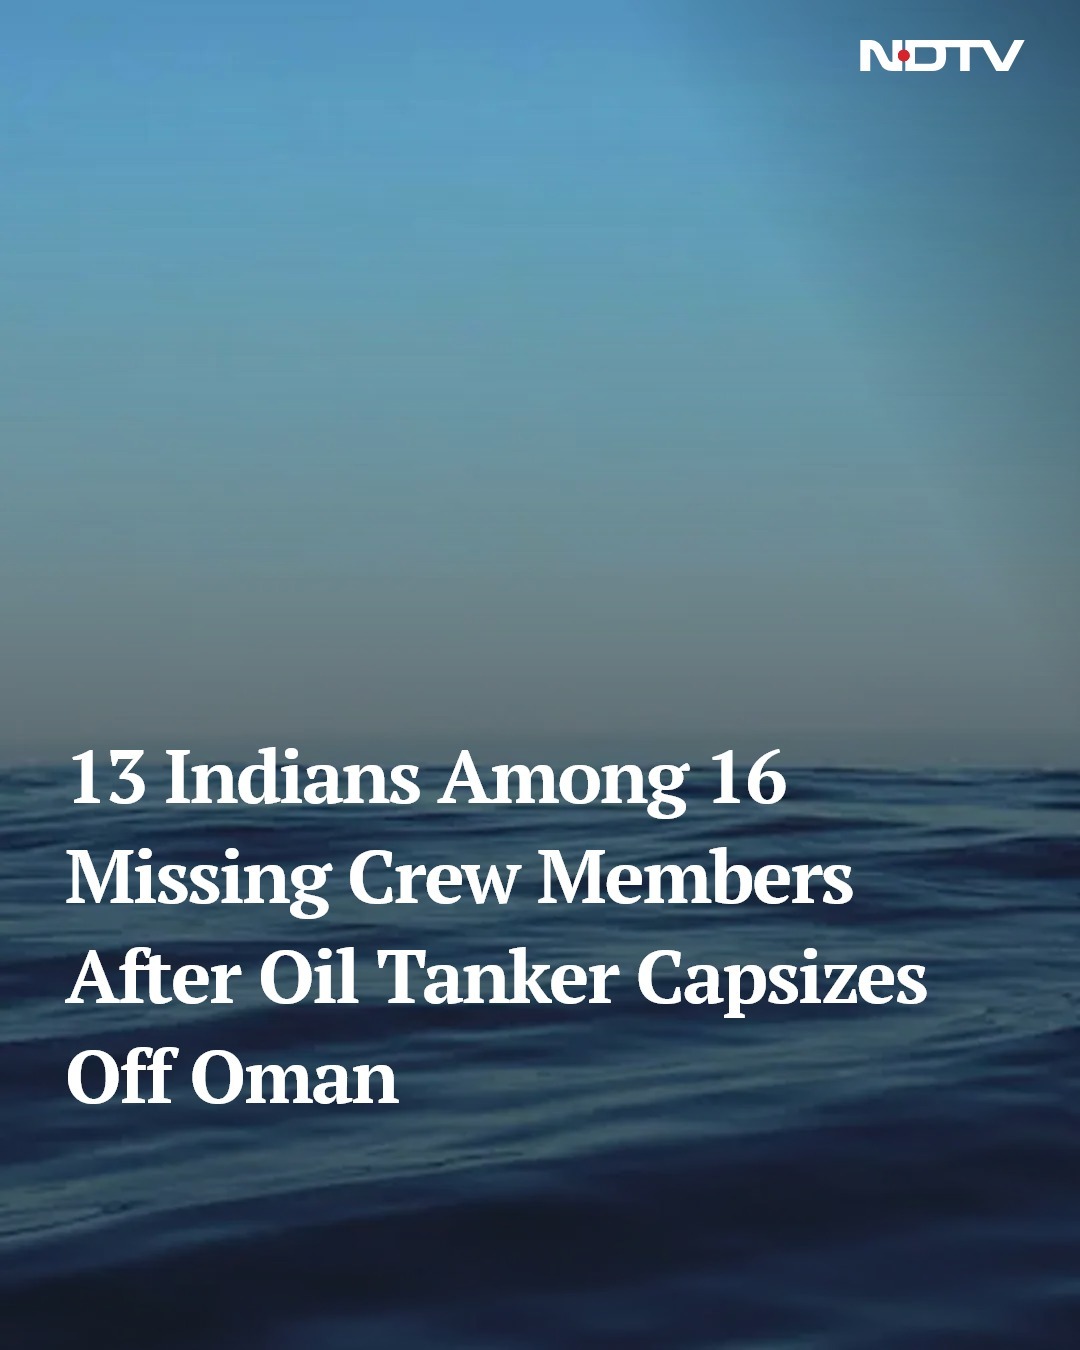 NDTV
13 Indians Among 16
Missing Crew Members
After Oil Tanker Capsizes
Off Oman